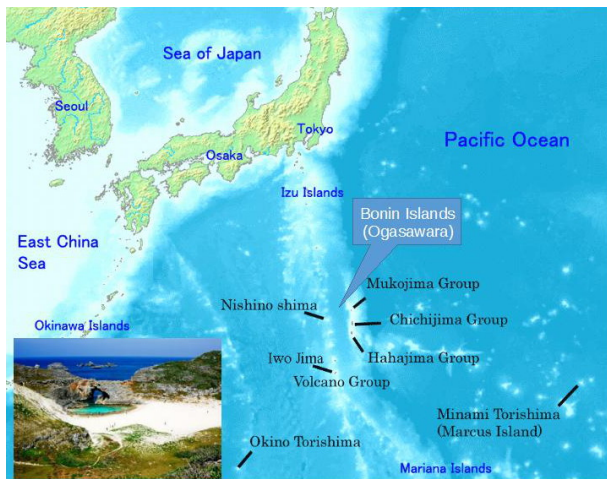 Sea of Japan
Seoul
Tokyo
Pacific Ocean
Osaka
Izu Islands
Bonin Islands
(Ogasawara)
East China
Sea
Mukojima Group
Nishino shima
Chichijima Group
Okinawa Islands
Iwo Jima
Hahajima Group
Volcano Group
Minami Torishima
(Marcus Island)
Okino Torishima
Mariana Islands